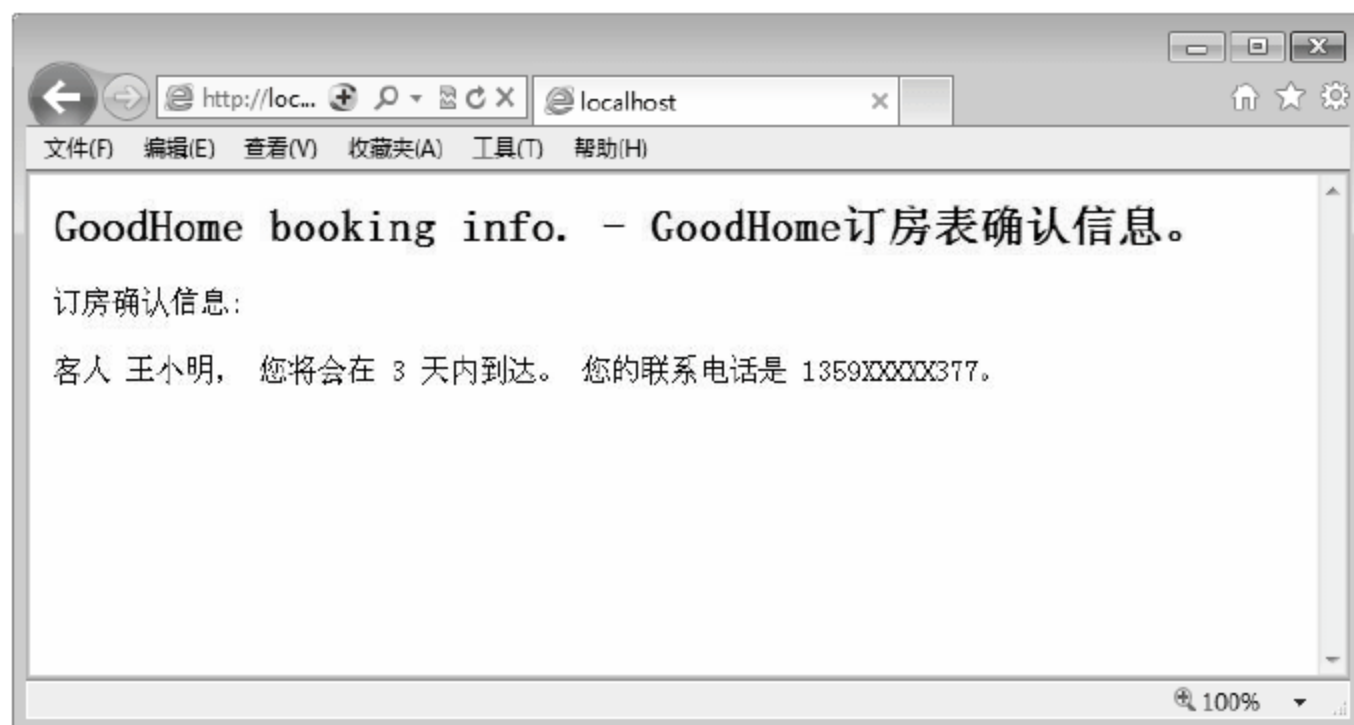 http://loc...
localhost
文件(F) 编辑(E) 查看(V) 收藏夹(A) 工具(T) 帮助(H)
GoodHome booking info. - GoodHome订房表确认信息。
订房确认信息:
客人 王小明, 您将会在 3 天内到达。 您的联系电话是 1359XXXXX377。
100%